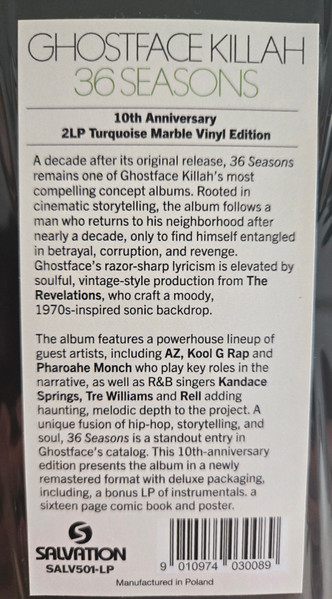 GHOSTFACE KILLAH
36 SEASONS
10th Anniversary
2LP Turquoise Marble Vinyl Edition
A decade after its original release, 36 Seasons
remains one of Ghostface Killah's most
compelling concept albums. Rooted in
cinematic storytelling, the album follows a
man who returns to his neighborhood after
nearly a decade, only to find himself entangled
in betrayal, corruption, and revenge.
Ghostface's razor-sharp lyricism is elevated by
soulful, vintage-style production from The
Revelations, who craft a moody,
1970s-inspired sonic backdrop.
The album features a powerhouse lineup of
guest artists, including AZ, Kool G Rap and
Pharoahe Monch who play key roles in the
narrative, as well as R&B singers Kandace
Springs, Tre Williams and Rell adding
haunting, melodic depth to the project. A
unique fusion of hip-hop, storytelling, and
soul, 36 Seasons is a standout entry in
Ghostface's catalog. This 10th-anniversary
edition presents the album in a newly
remastered format with deluxe packaging,
including, a bonus LP of instrumentals. a
sixteen page comic book and poster.
SALVATION
SALV501-LP
9 010974 030089
Manufactured in Poland